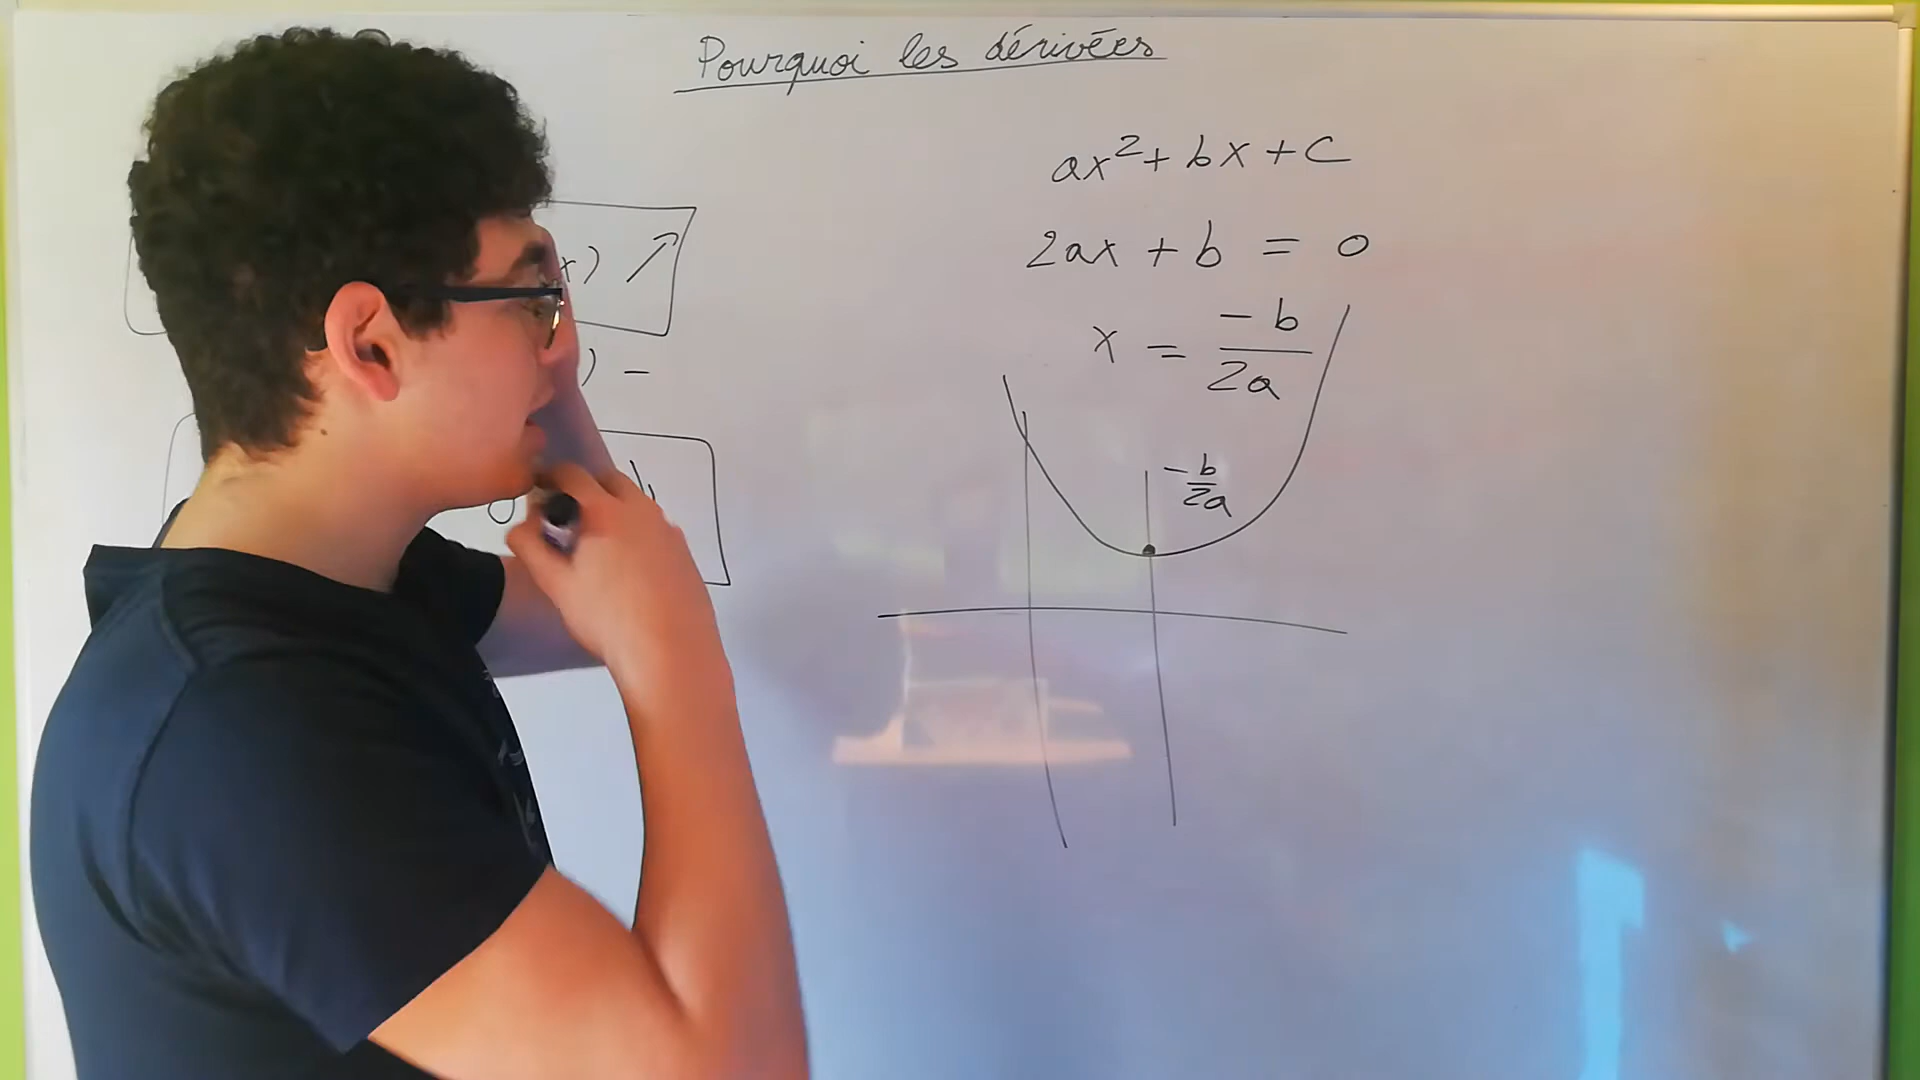 Pourquoi les dérivées
ax²+bx+c
2ax + b = 0
x = -b/2a
x) ↗
) -
-b/2a